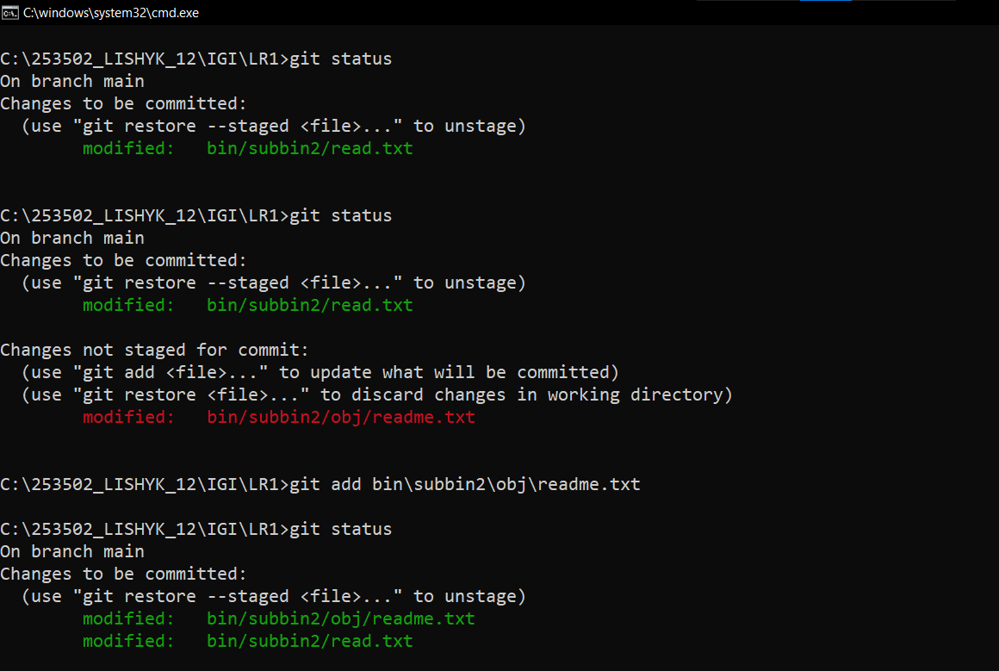 C:\windows\system32\cmd.exe
C:\253502_LISHYK_12\IGI\LR1>git status
On branch main
Changes to be committed:
  (use "git restore --staged <file>..." to unstage)
        modified:   bin/subbin2/read.txt
C:\253502_LISHYK_12\IGI\LR1>git status
On branch main
Changes to be committed:
  (use "git restore --staged <file>..." to unstage)
        modified:   bin/subbin2/read.txt
Changes not staged for commit:
  (use "git add <file>..." to update what will be committed)
  (use "git restore <file>..." to discard changes in working directory)
        modified:   bin/subbin2/obj/readme.txt
C:\253502_LISHYK_12\IGI\LR1>git add bin\subbin2\obj\readme.txt
C:\253502_LISHYK_12\IGI\LR1>git status
On branch main
Changes to be committed:
  (use "git restore --staged <file>..." to unstage)
        modified:   bin/subbin2/obj/readme.txt
        modified:   bin/subbin2/read.txt